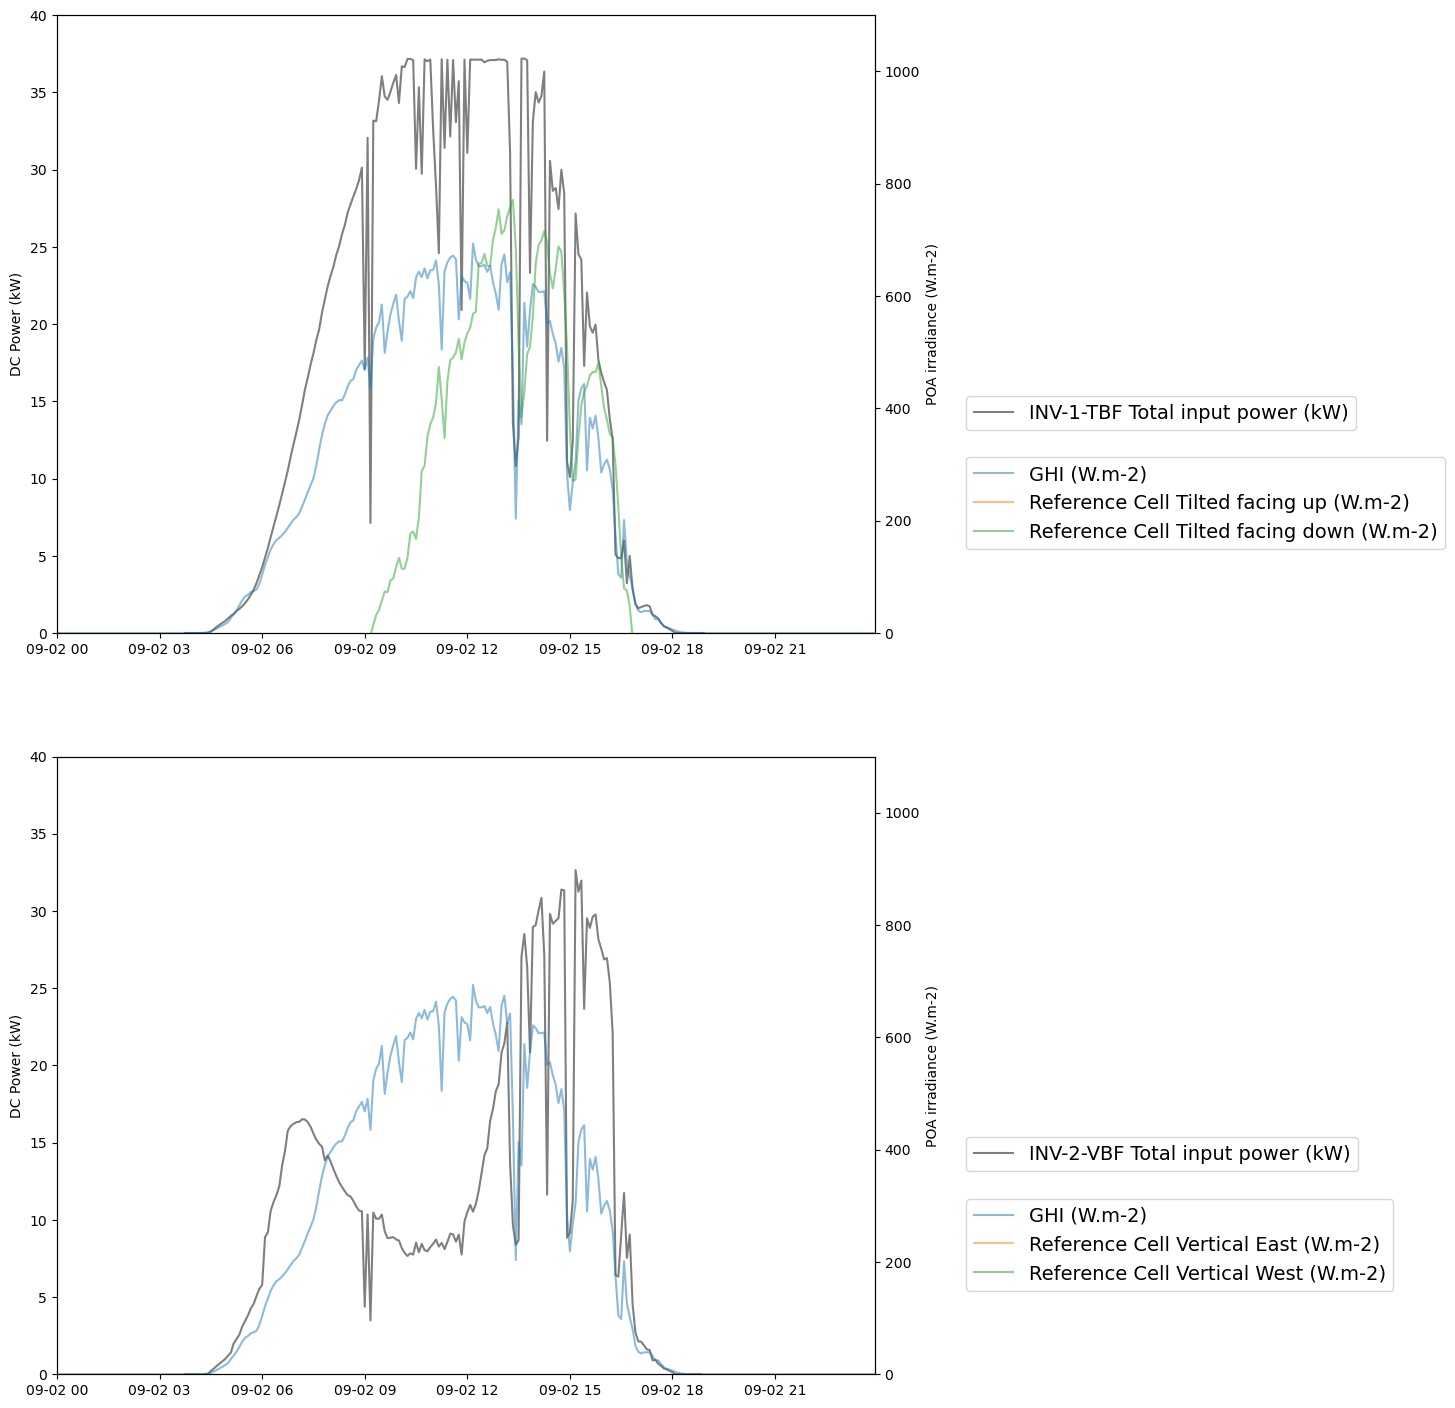 40
35
30
25
20
15
10
5
0
DC Power (kW)
1000
800
600
400
200
0
POA irradiance (W.m-2)
09-02 00 09-02 03 09-02 06 09-02 09 09-02 12 09-02 15 09-02 18 09-02 21
INV-1-TBF Total input power (kW)
GHI (W.m-2)
Reference Cell Tilted facing up (W.m-2)
Reference Cell Tilted facing down (W.m-2)
40
35
30
25
20
15
10
5
0
DC Power (kW)
1000
800
600
400
200
0
POA irradiance (W.m-2)
09-02 00 09-02 03 09-02 06 09-02 09 09-02 12 09-02 15 09-02 18 09-02 21
INV-2-VBF Total input power (kW)
GHI (W.m-2)
Reference Cell Vertical East (W.m-2)
Reference Cell Vertical West (W.m-2)